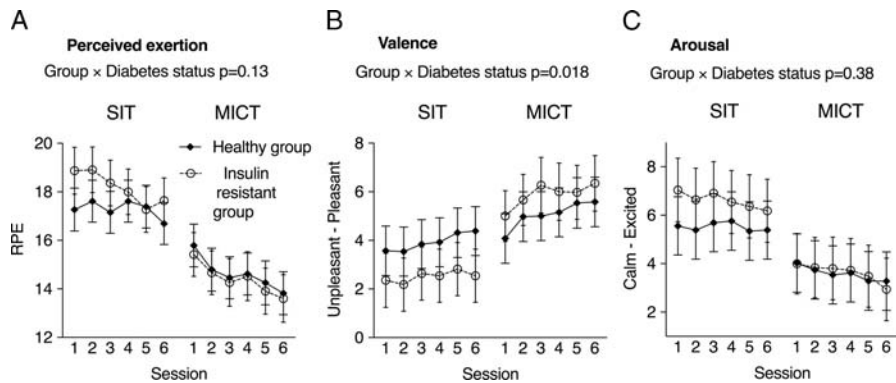 A
Perceived exertion
Group × Diabetes status p=0.13
SIT
MICT
Healthy group
Insulin
resistant
group
RPE
20
18
16
14
12
1 2 3 4 5 6
1 2 3 4 5 6
Session
B
Valence
Group × Diabetes status p=0.018
SIT
MICT
Unpleasant - Pleasant
8
6
4
2
0
1 2 3 4 5 6
1 2 3 4 5 6
Session
C
Arousal
Group × Diabetes status p=0.38
SIT
MICT
Calm - Excited
8
6
4
2
1 2 3 4 5 6
1 2 3 4 5 6
Session